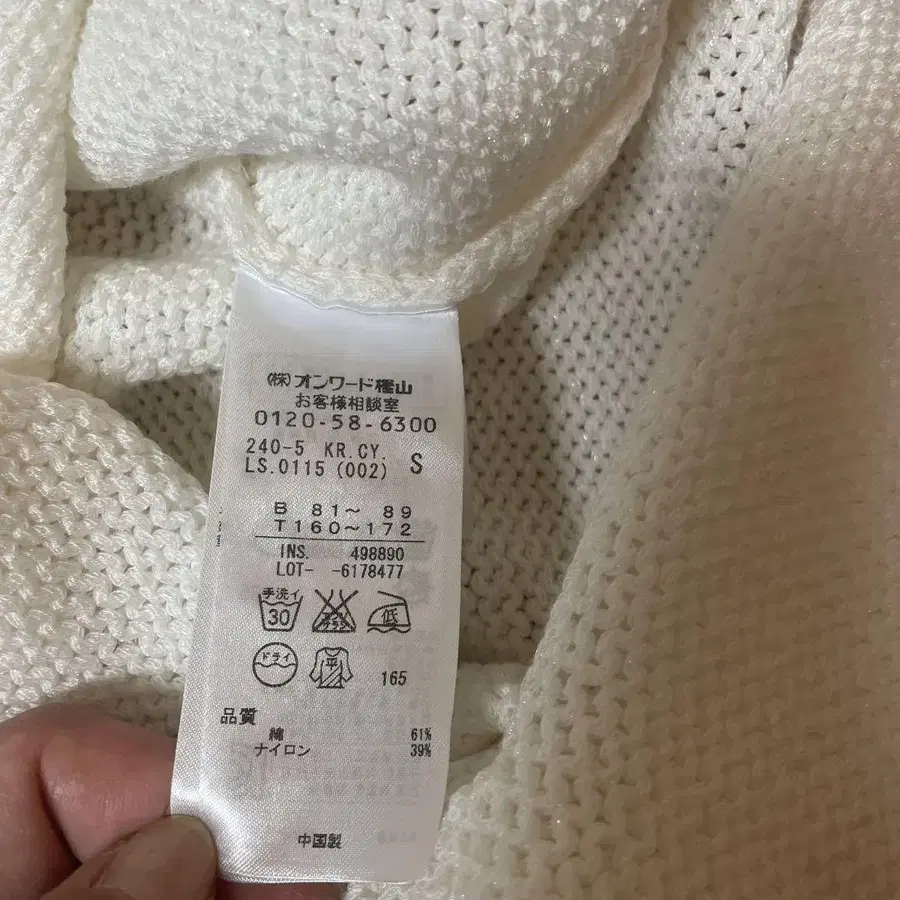 (株)オンワード樫山
お客様相談室
0120-58-6300
240-5 KR.CY.
LS.0115 (002) S
B 81～ 89
T160～172
INS. 498890
LOT- -6178477
手洗イ
30
低
ドライ
平
165
品質
綿 61%
ナイロン 39%
中国製